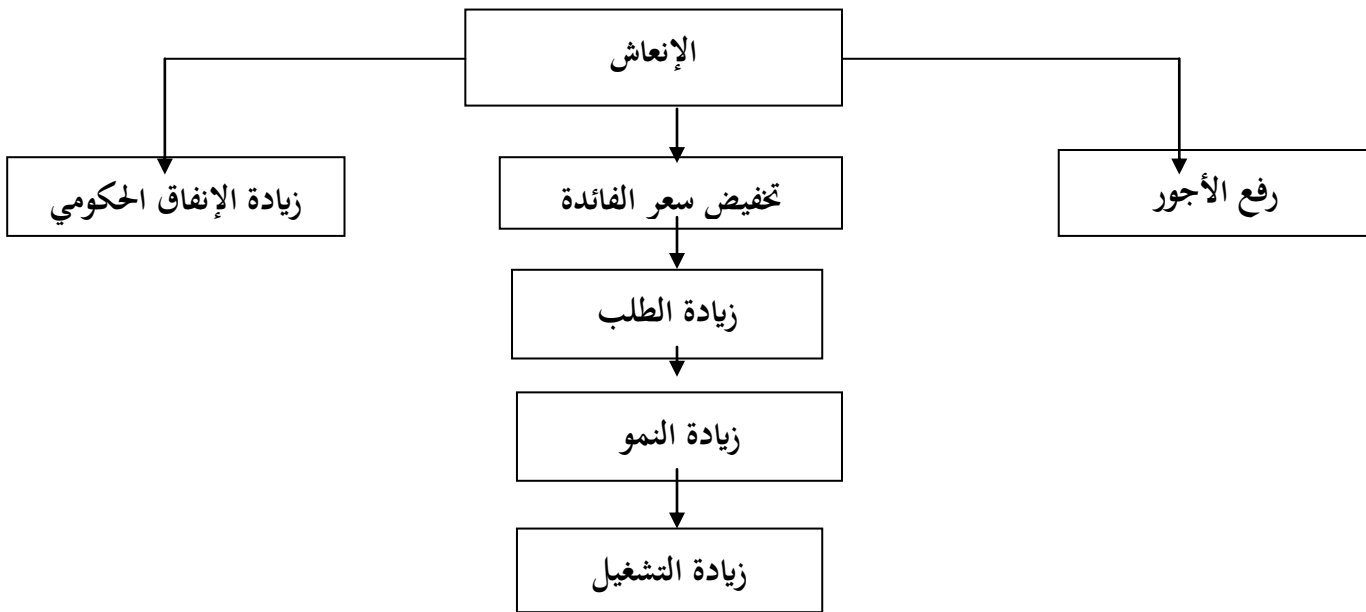 الإنعاش
رفع الأجور
تخفيض سعر الفائدة
زيادة الإنفاق الحكومي
زيادة الطلب
زيادة النمو
زيادة التشغيل